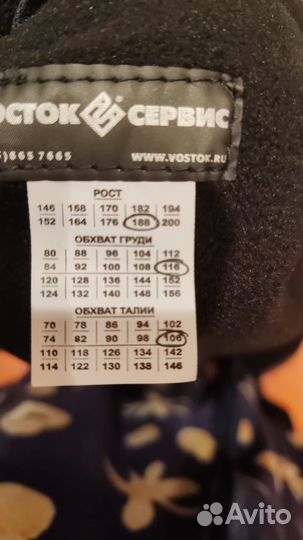 ВОСТОК СЕРВИС
)665 7665 WWW.VOSTOK.RU
РОСТ
146 158 170 182 194
152 164 176 188 200
ОБХВАТ ГРУДИ
80 88 96 104 112
84 92 100 108 116
120 128 136 144 152
124 132 140 148 156
ОБХВАТ ТАЛИИ
70 78 86 94 102
74 82 90 98 106
110 118 126 134 142
114 122 130 138 146
Avito